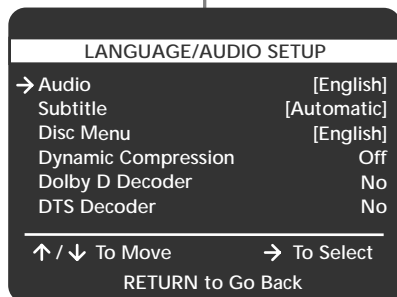 LANGUAGE/AUDIO SETUP
→ Audio [English]
Subtitle [Automatic]
Disc Menu [English]
Dynamic Compression Off
Dolby D Decoder No
DTS Decoder No
↑ / ↓ To Move → To Select
RETURN to Go Back